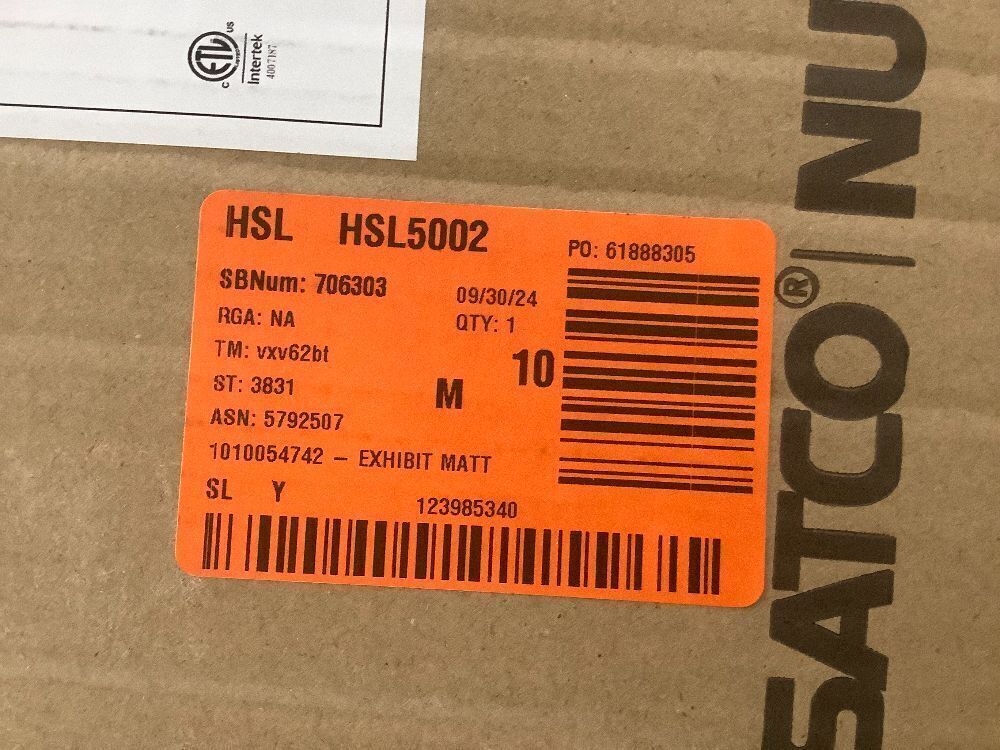 c ETL us
Intertek
4007187
HSL HSL5002
PO: 61888305
SBNum: 706303
09/30/24
RGA: NA
QTY: 1
TM: vxv62bt
10
ST: 3831
M
ASN: 5792507
1010054742 – EXHIBIT MATT
SL Y
123985340
SATCO® | NU